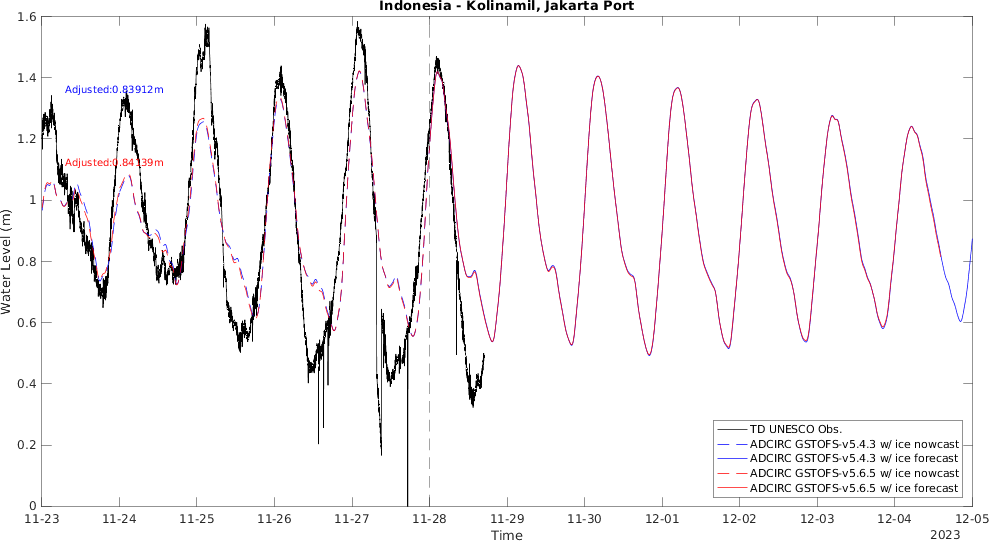 Indonesia - Kolinamil, Jakarta Port
Water Level (m)
1.6
1.4
1.2
1
0.8
0.6
0.4
0.2
0
Adjusted:0.83912m
Adjusted:0.84139m
TD UNESCO Obs.
ADCIRC GSTOFS-v5.4.3 w/ ice nowcast
ADCIRC GSTOFS-v5.4.3 w/ ice forecast
ADCIRC GSTOFS-v5.6.5 w/ ice nowcast
ADCIRC GSTOFS-v5.6.5 w/ ice forecast
11-23 11-24 11-25 11-26 11-27 11-28 11-29 11-30 12-01 12-02 12-03 12-04 12-05
Time
2023